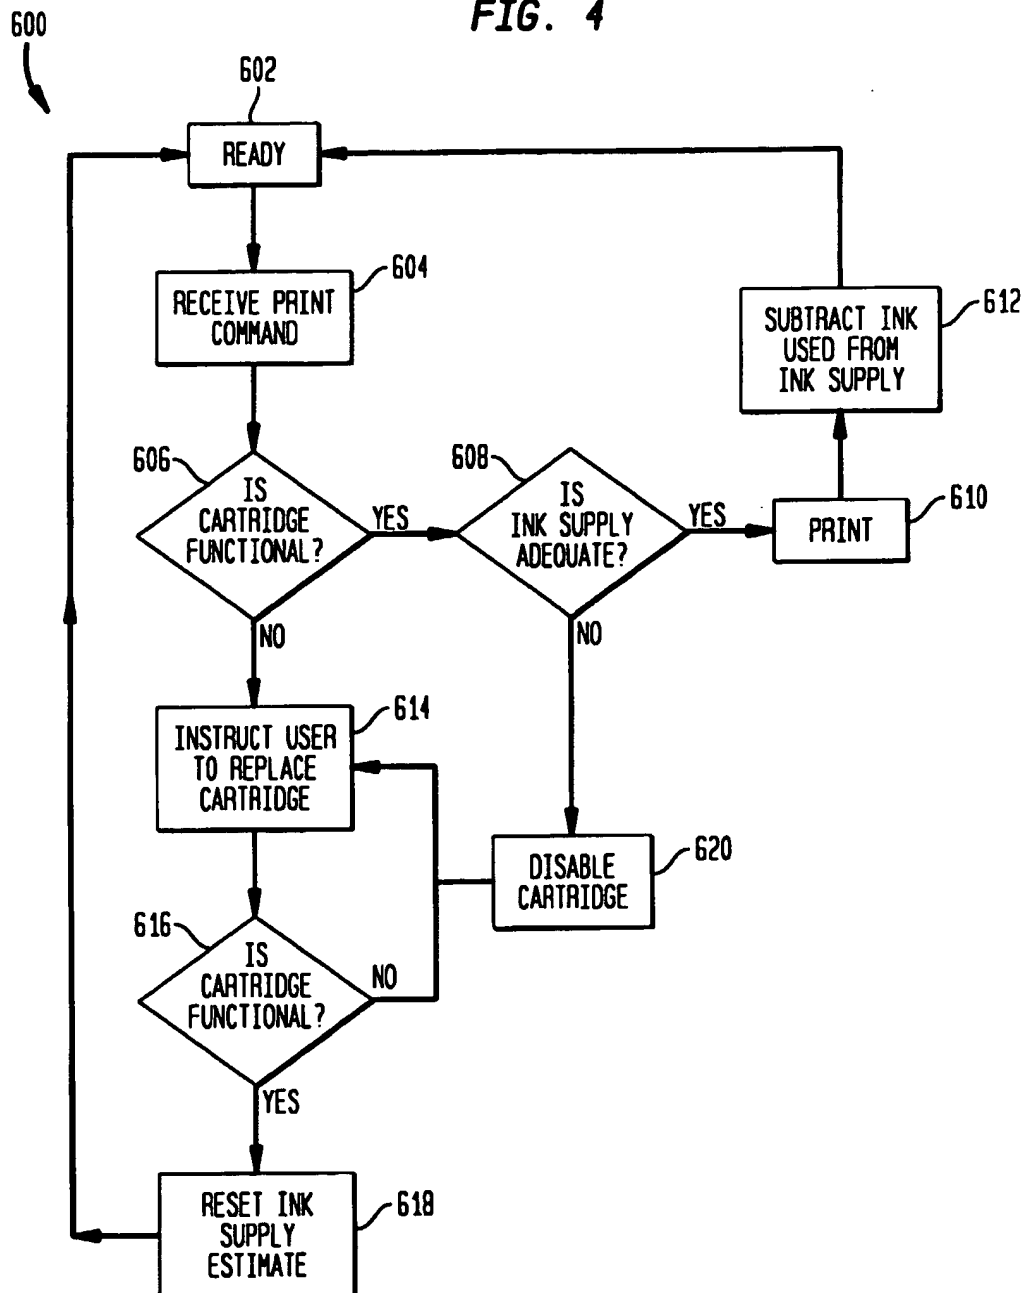 FIG. 4
600
602
READY
604
RECEIVE PRINT
COMMAND
612
SUBTRACT INK
USED FROM
INK SUPPLY
606
IS
CARTRIDGE
FUNCTIONAL?
YES
NO
608
IS
INK SUPPLY
ADEQUATE?
YES
NO
610
PRINT
614
INSTRUCT USER
TO REPLACE
CARTRIDGE
620
DISABLE
CARTRIDGE
616
IS
CARTRIDGE
FUNCTIONAL?
NO
YES
618
RESET INK
SUPPLY
ESTIMATE